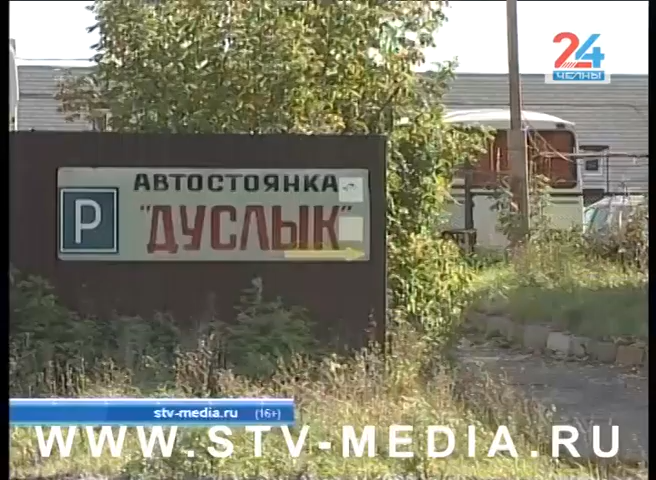 24
ЧЕЛНЫ
АВТОСТОЯНКА
P
"ДУСЛЫК"
stv-media.ru (16+)
WWW.STV-MEDIA.RU